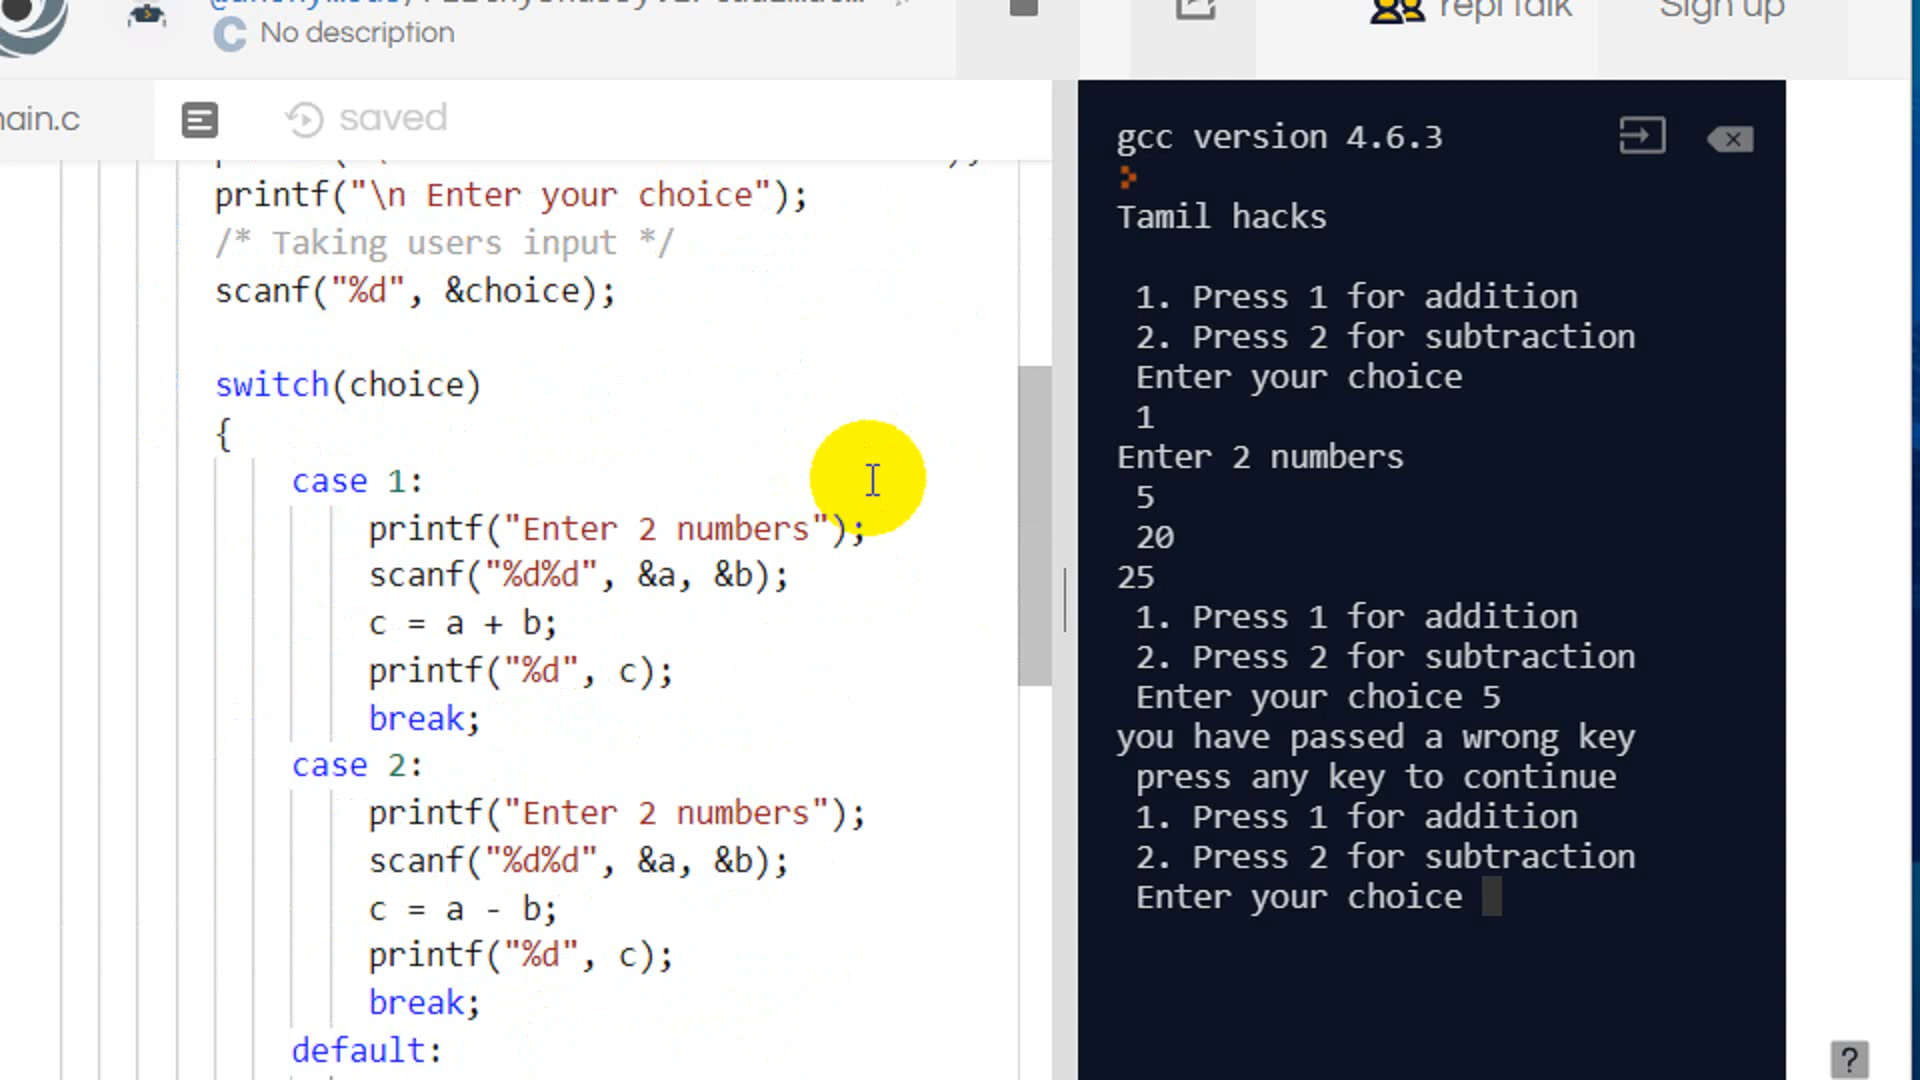 No description
repl talk
Sign up
main.c
saved
printf("\n Enter your choice");
/* Taking users input */
scanf("%d", &choice);
switch(choice)
{
case 1:
printf("Enter 2 numbers");
scanf("%d%d", &a, &b);
c = a + b;
printf("%d", c);
break;
case 2:
printf("Enter 2 numbers");
scanf("%d%d", &a, &b);
c = a - b;
printf("%d", c);
break;
default:
gcc version 4.6.3
Tamil hacks
1. Press 1 for addition
2. Press 2 for subtraction
Enter your choice
1
Enter 2 numbers
5
20
25
1. Press 1 for addition
2. Press 2 for subtraction
Enter your choice 5
you have passed a wrong key
press any key to continue
1. Press 1 for addition
2. Press 2 for subtraction
Enter your choice
?